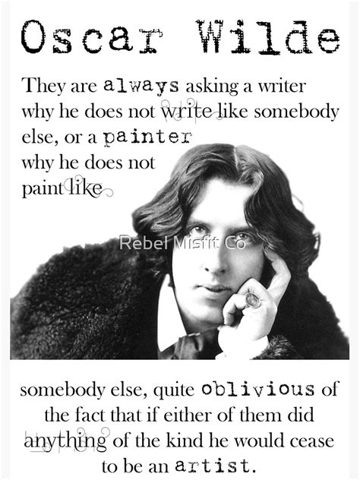 Oscar Wilde
They are always asking a writer
why he does not write like somebody
else, or a painter
why he does not
paint like
Rebel Misfit Co
somebody else, quite oblivious of
the fact that if either of them did
anything of the kind he would cease
to be an artist.